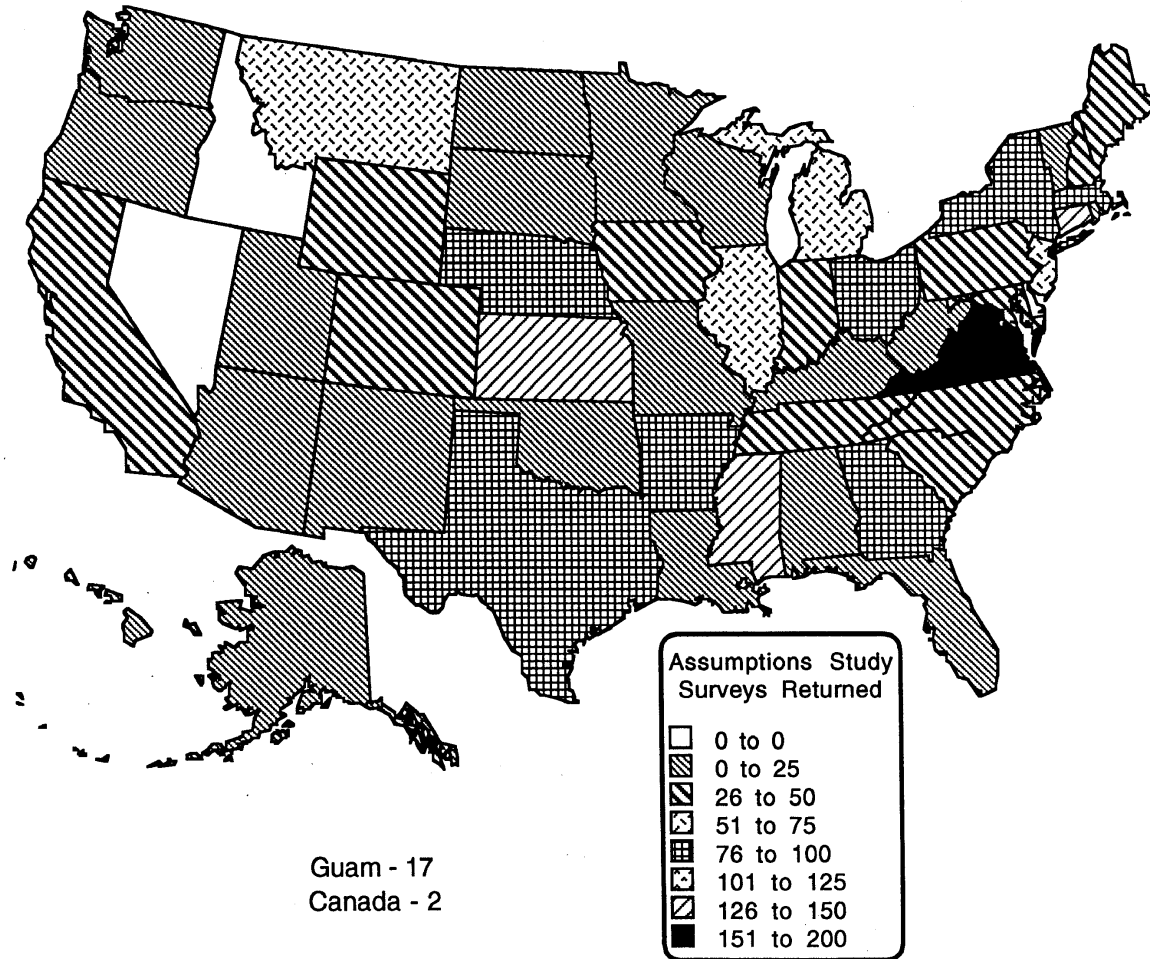 Assumptions Study
Surveys Returned
0 to 0
0 to 25
26 to 50
51 to 75
76 to 100
101 to 125
126 to 150
151 to 200
Guam - 17
Canada - 2